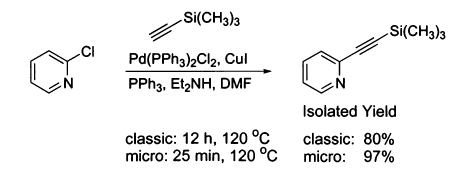 Si(CH₃)₃
Cl
N
Pd(PPh₃)₂Cl₂, CuI
PPh₃, Et₂NH, DMF
Si(CH₃)₃
N
Isolated Yield
classic: 12 h, 120 °C classic: 80%
micro: 25 min, 120 °C micro: 97%